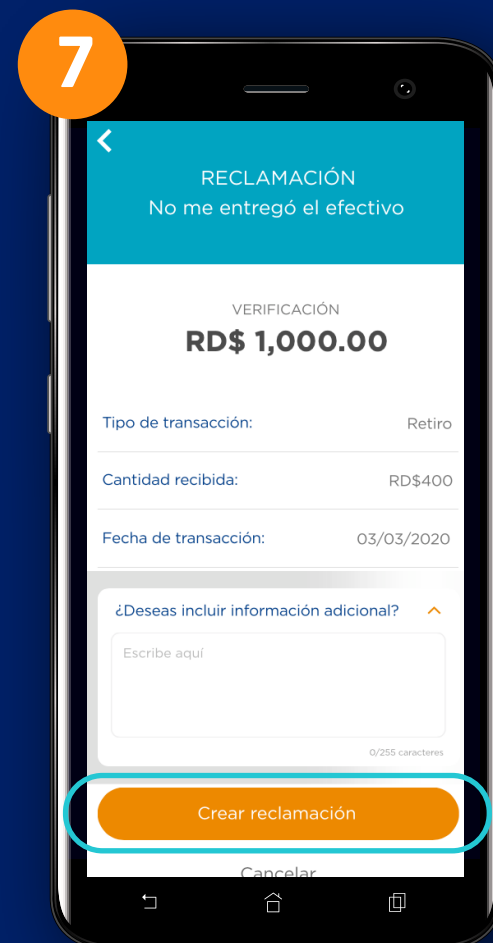 7
RECLAMACIÓN
No me entregó el efectivo
VERIFICACIÓN
RD$ 1,000.00
Tipo de transacción: Retiro
Cantidad recibida: RD$400
Fecha de transacción: 03/03/2020
¿Deseas incluir información adicional?
Escribe aquí
0/255 caracteres
Crear reclamación
Cancelar